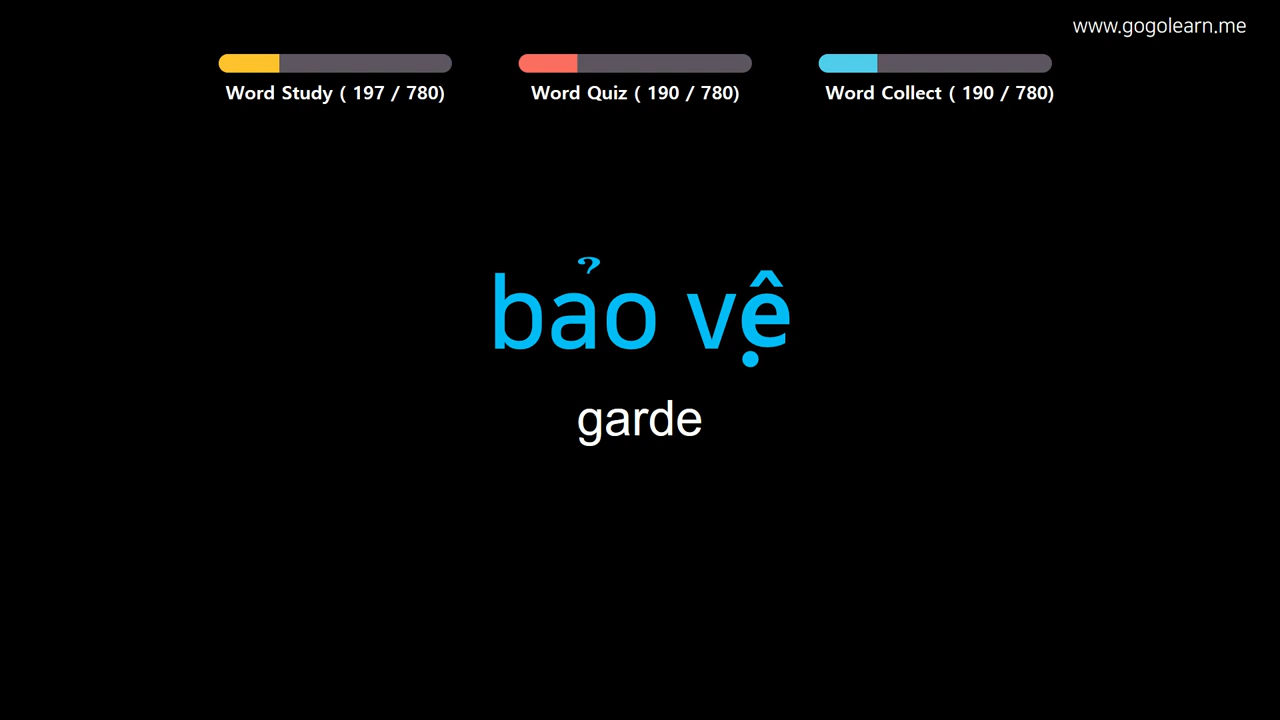 www.gogolearn.me
Word Study ( 197 / 780)
Word Quiz ( 190 / 780)
Word Collect ( 190 / 780)
bảo vệ
garde